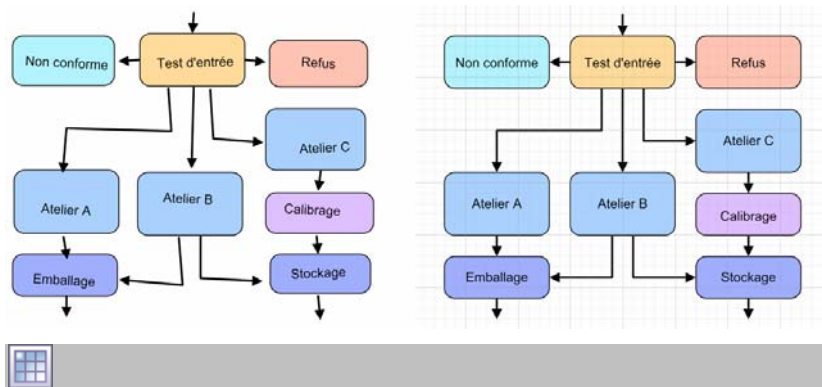 Non conforme
Test d'entrée
Refus
Atelier C
Atelier A
Atelier B
Calibrage
Emballage
Stockage
Non conforme
Test d'entrée
Refus
Atelier C
Atelier A
Atelier B
Calibrage
Emballage
Stockage